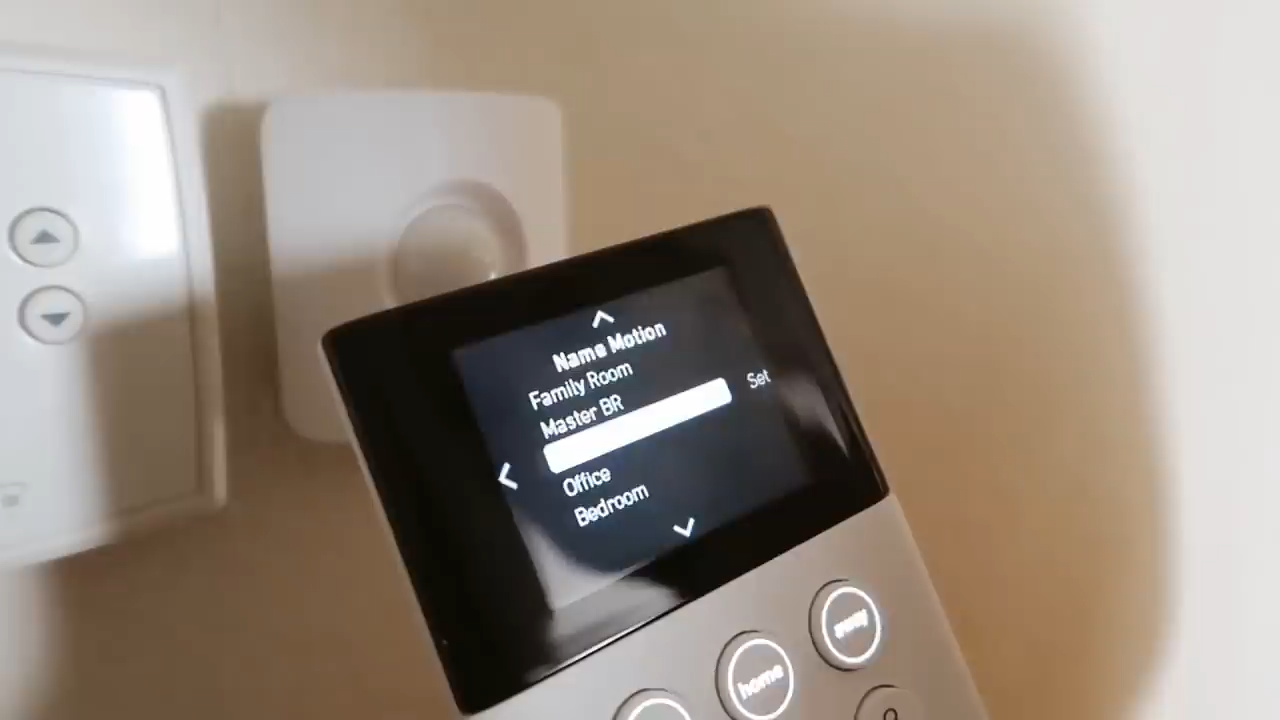 Name Motion
Family Room
Master BR
Set
Office
Bedroom
away
home